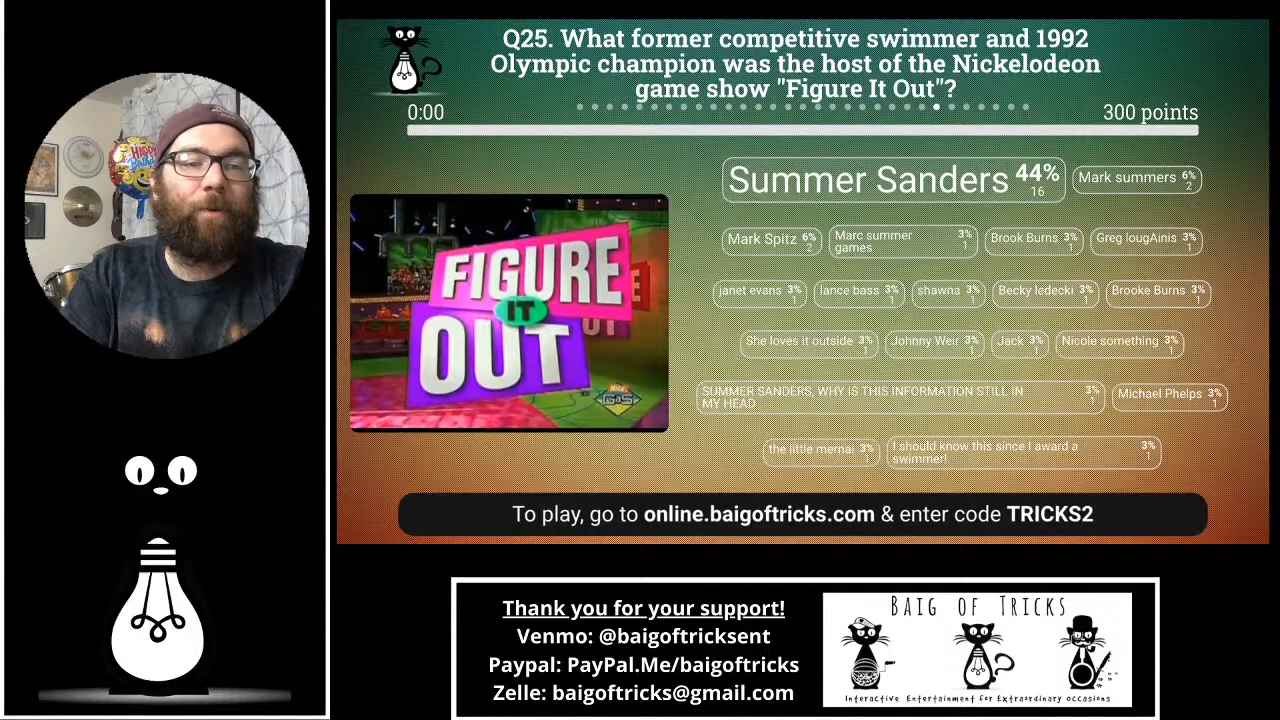 Q25. What former competitive swimmer and 1992
Olympic champion was the host of the Nickelodeon
game show "Figure It Out"?
0:00
300 points
Summer Sanders 44%
16
Mark summers 6%
2
Mark Spitz 6%
2
Marc summer
games
3%
1
Brook Burns 3%
1
Greg lougAinis 3%
1
janet evans 3%
1
lance bass 3%
1
shawna 3%
1
Becky ledecki 3%
1
Brooke Burns 3%
1
She loves it outside 3%
1
Johnny Weir 3%
1
Jack 3%
1
Nicole something 3%
1
SUMMER SANDERS, WHY IS THIS INFORMATION STILL IN
MY HEAD
3%
1
Michael Phelps 3%
1
the little mermai 3%
1
I should know this since I award a
swimmer!
3%
1
FIGURE
IT
OUT
NICK
GAS
HAPPY
Birthday
To play, go to online.baigoftricks.com & enter code TRICKS2
Thank you for your support!
Venmo: @baigoftricksent
Paypal: PayPal.Me/baigoftricks
Zelle: baigoftricks@gmail.com
BAIG OF TRICKS
Interactive Entertainment for Extraordinary occasions